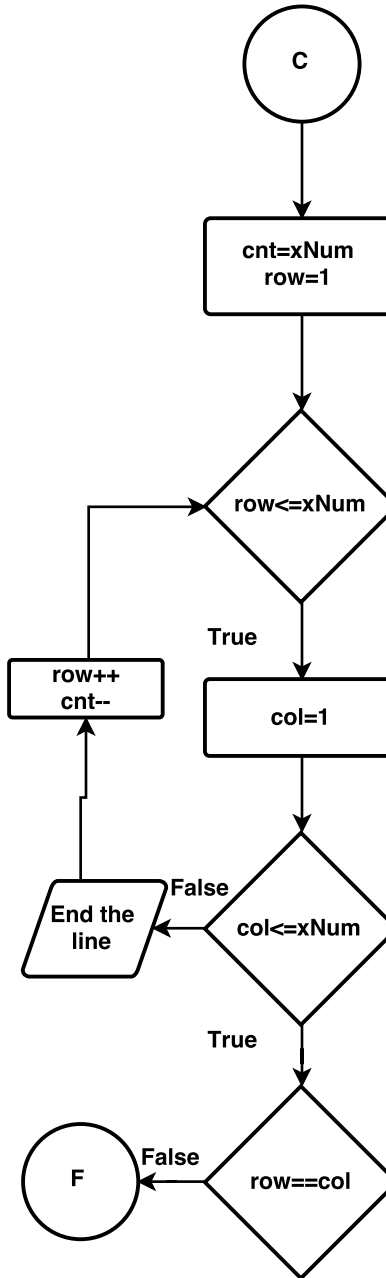 C
cnt=xNum
row=1
row<=xNum
True
row++
cnt--
col=1
False
End the
line
col<=xNum
True
False
F
row==col